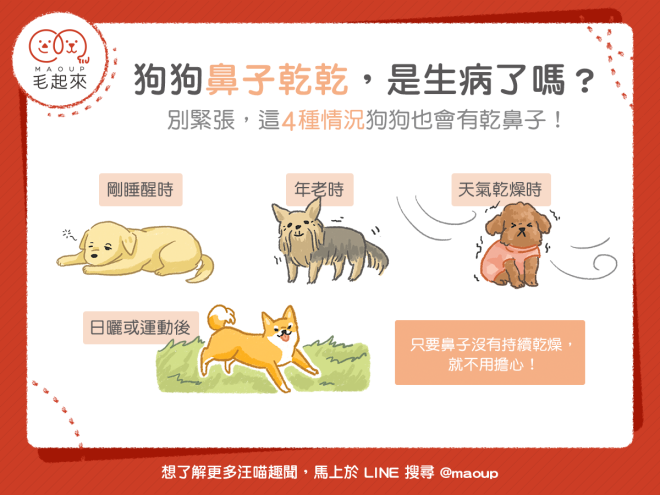 MAOUP
毛起來
狗狗鼻子乾乾，是生病了嗎？
別緊張，這4種情況狗狗也會有乾鼻子！
剛睡醒時
年老時
天氣乾燥時
日曬或運動後
只要鼻子沒有持續乾燥，
就不用擔心！
想了解更多汪喵趣聞，馬上於 LINE 搜尋 @maoup